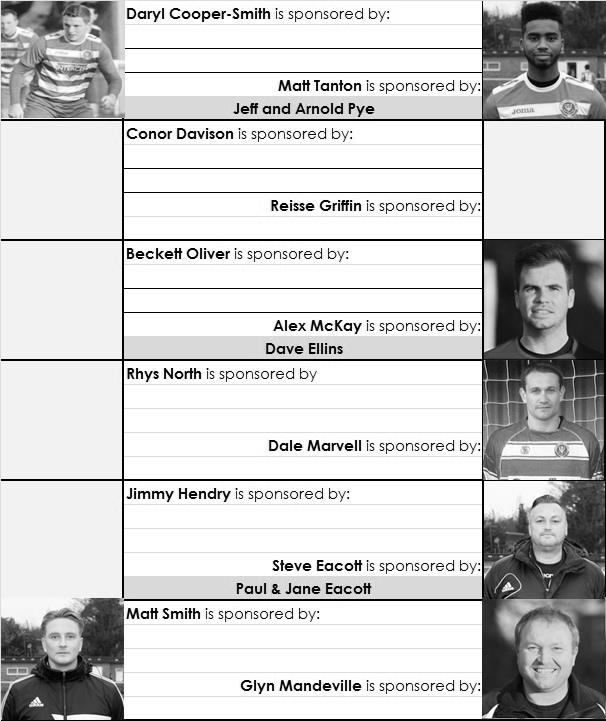 Daryl Cooper-Smith is sponsored by:
Matt Tanton is sponsored by:
Jeff and Arnold Pye
Joma
Conor Davison is sponsored by:
Reisse Griffin is sponsored by:
Beckett Oliver is sponsored by:
Alex McKay is sponsored by:
Dave Ellins
Rhys North is sponsored by
Dale Marvell is sponsored by:
Jimmy Hendry is sponsored by:
Steve Eacott is sponsored by:
Paul & Jane Eacott
Matt Smith is sponsored by:
Glyn Mandeville is sponsored by: